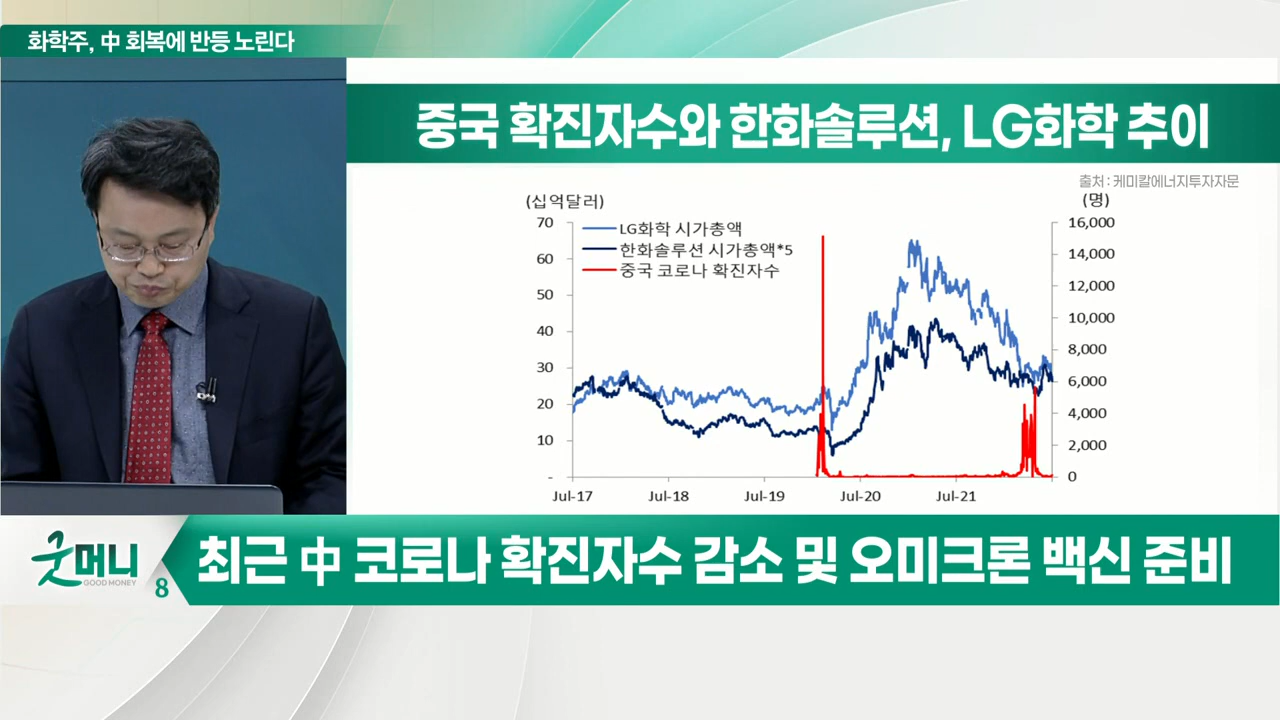 화학주, 中 회복에 반등 노린다
중국 확진자수와 한화솔루션, LG화학 추이
출처 : 케미칼에너지투자자문
(십억달러)
(명)
LG화학 시가총액
한화솔루션 시가총액*5
중국 코로나 확진자수
70
60
50
40
30
20
10
-
16,000
14,000
12,000
10,000
8,000
6,000
4,000
2,000
0
Jul-17 Jul-18 Jul-19 Jul-20 Jul-21
굿머니
GOOD MONEY
8
최근 中 코로나 확진자수 감소 및 오미크론 백신 준비